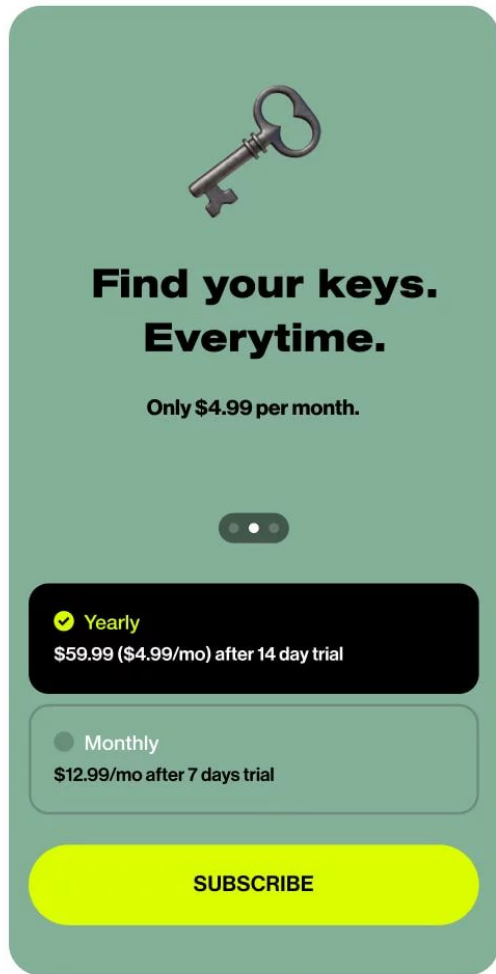 Find your keys.
Everytime.
Only $4.99 per month.
Yearly
$59.99 ($4.99/mo) after 14 day trial
Monthly
$12.99/mo after 7 days trial
SUBSCRIBE